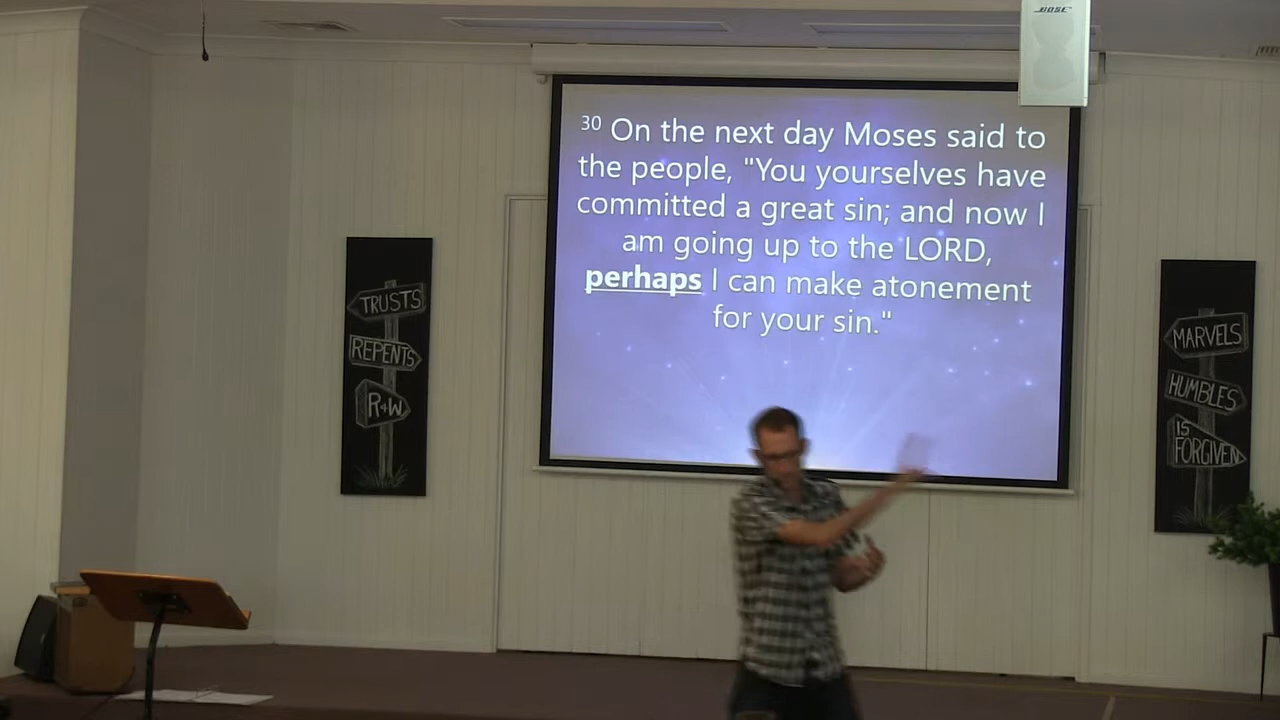 BOSE
30 On the next day Moses said to
the people, "You yourselves have
committed a great sin; and now I
am going up to the LORD,
perhaps I can make atonement
for your sin."
TRUSTS
REPENTS
R+W
MARVELS
HUMBLES
IS
FORGIVEN